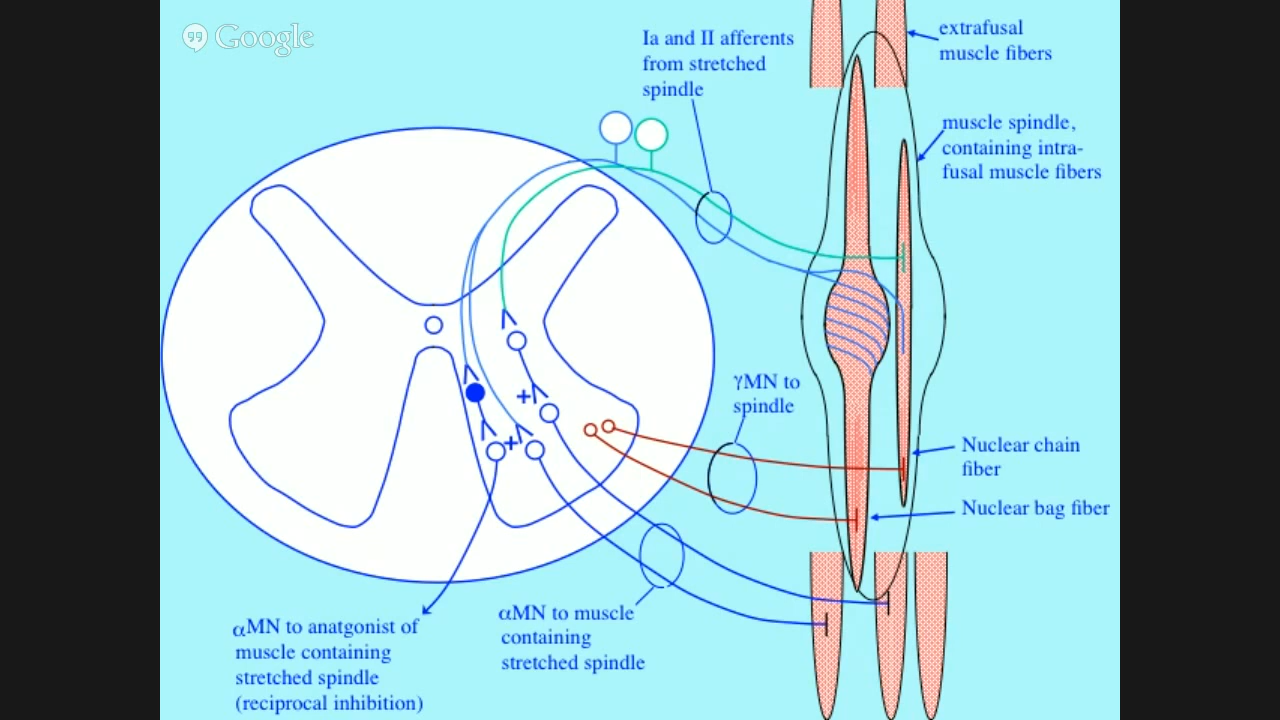 Google
Ia and II afferents
from stretched
spindle
extrafusal
muscle fibers
muscle spindle,
containing intra-
fusal muscle fibers
+
+
γMN to
spindle
Nuclear chain
fiber
Nuclear bag fiber
αMN to anatgonist of
muscle containing
stretched spindle
(reciprocal inhibition)
αMN to muscle
containing
stretched spindle